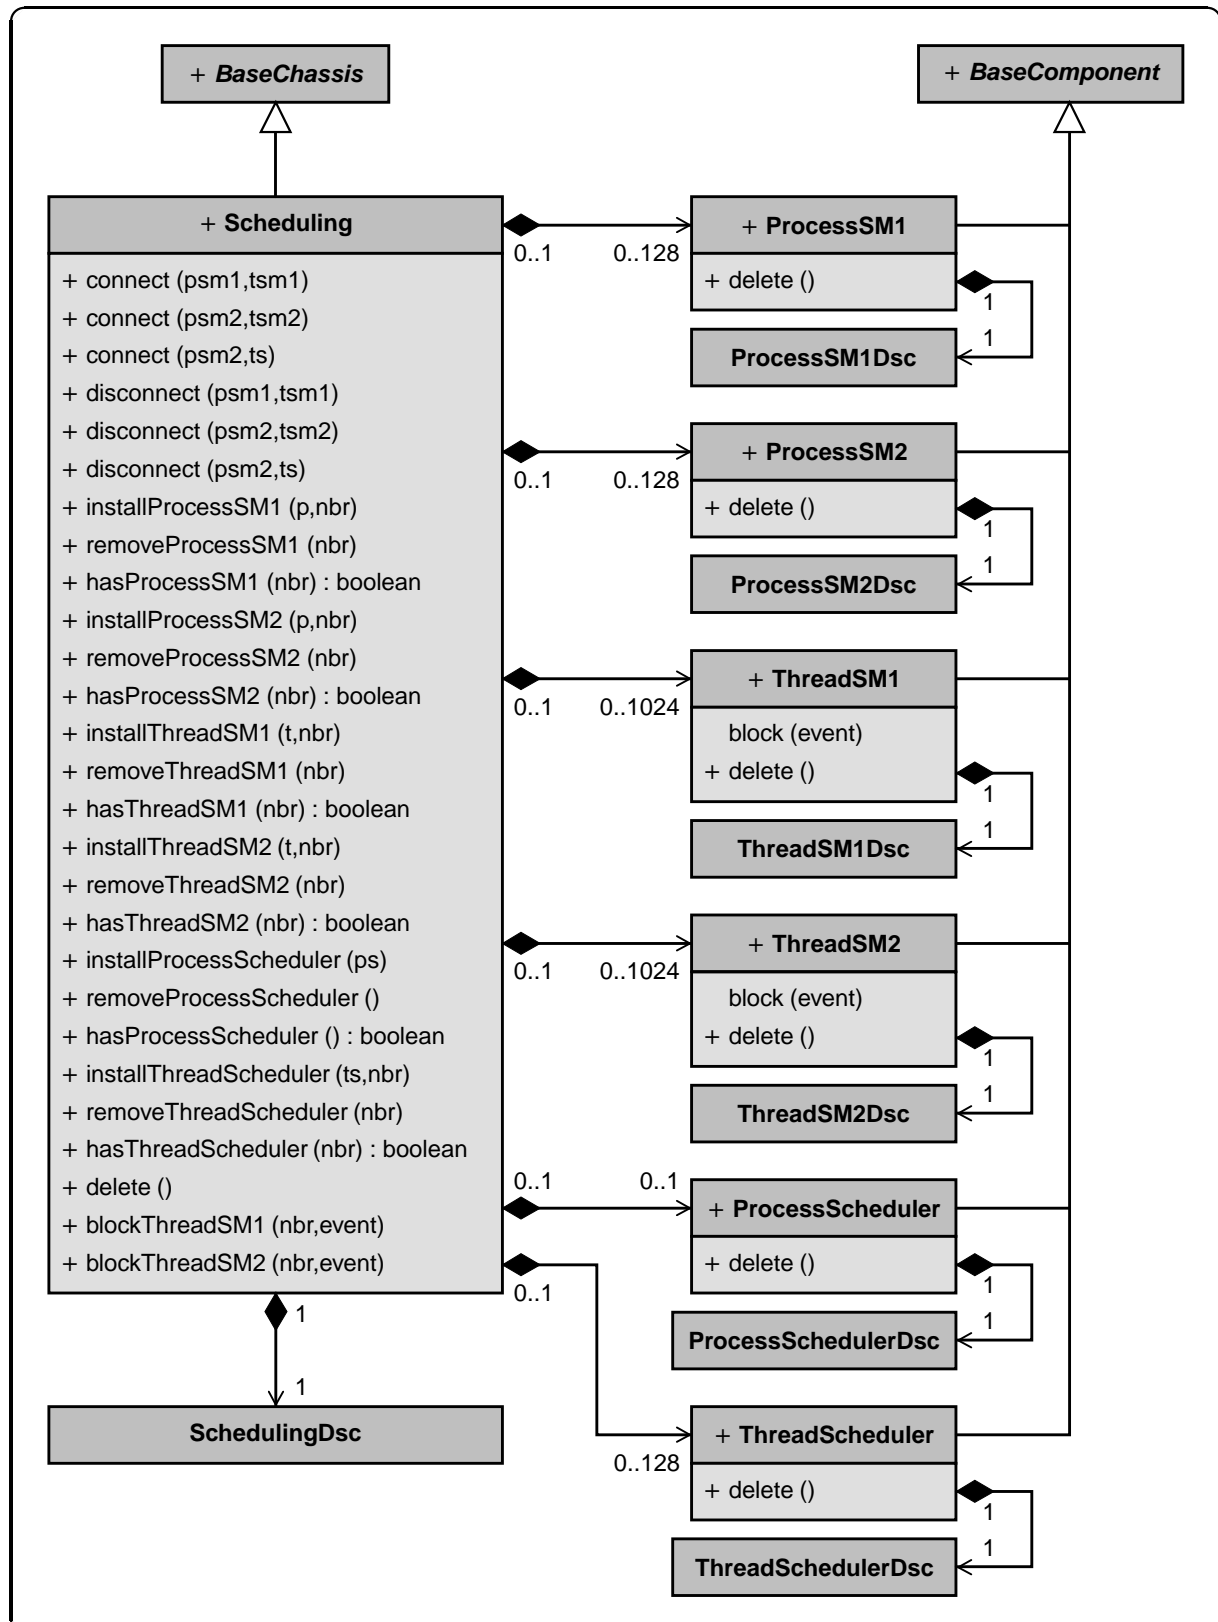 + BaseChassis
+ BaseComponent
+ Scheduling
+ connect (psm1,tsm1)
+ connect (psm2,tsm2)
+ connect (psm2,ts)
+ disconnect (psm1,tsm1)
+ disconnect (psm2,tsm2)
+ disconnect (psm2,ts)
+ installProcessSM1 (p,nbr)
+ removeProcessSM1 (nbr)
+ hasProcessSM1 (nbr) : boolean
+ installProcessSM2 (p,nbr)
+ removeProcessSM2 (nbr)
+ hasProcessSM2 (nbr) : boolean
+ installThreadSM1 (t,nbr)
+ removeThreadSM1 (nbr)
+ hasThreadSM1 (nbr) : boolean
+ installThreadSM2 (t,nbr)
+ removeThreadSM2 (nbr)
+ hasThreadSM2 (nbr) : boolean
+ installProcessScheduler (ps)
+ removeProcessScheduler ()
+ hasProcessScheduler () : boolean
+ installThreadScheduler (ts,nbr)
+ removeThreadScheduler (nbr)
+ hasThreadScheduler (nbr) : boolean
+ delete ()
+ blockThreadSM1 (nbr,event)
+ blockThreadSM2 (nbr,event)
1
1
SchedulingDsc
0..1
0..128
+ ProcessSM1
+ delete ()
1
1
ProcessSM1Dsc
0..1
0..128
+ ProcessSM2
+ delete ()
1
1
ProcessSM2Dsc
0..1
0..1024
+ ThreadSM1
block (event)
+ delete ()
1
1
ThreadSM1Dsc
0..1
0..1024
+ ThreadSM2
block (event)
+ delete ()
1
1
ThreadSM2Dsc
0..1
0..1
+ ProcessScheduler
+ delete ()
1
1
ProcessSchedulerDsc
0..1
0..128
+ ThreadScheduler
+ delete ()
1
1
ThreadSchedulerDsc